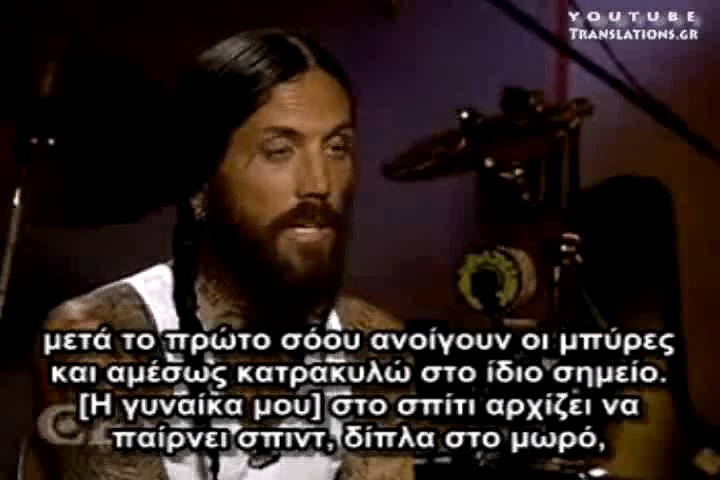 YOUTUBE
TRANSLATIONS.GR
μετά το πρώτο σόου ανοίγουν οι μπύρες
και αμέσως κατρακυλώ στο ίδιο σημείο.
[Η γυναίκα μου] στο σπίτι αρχίζει να
παίρνει σπιντ, δίπλα στο μωρό,